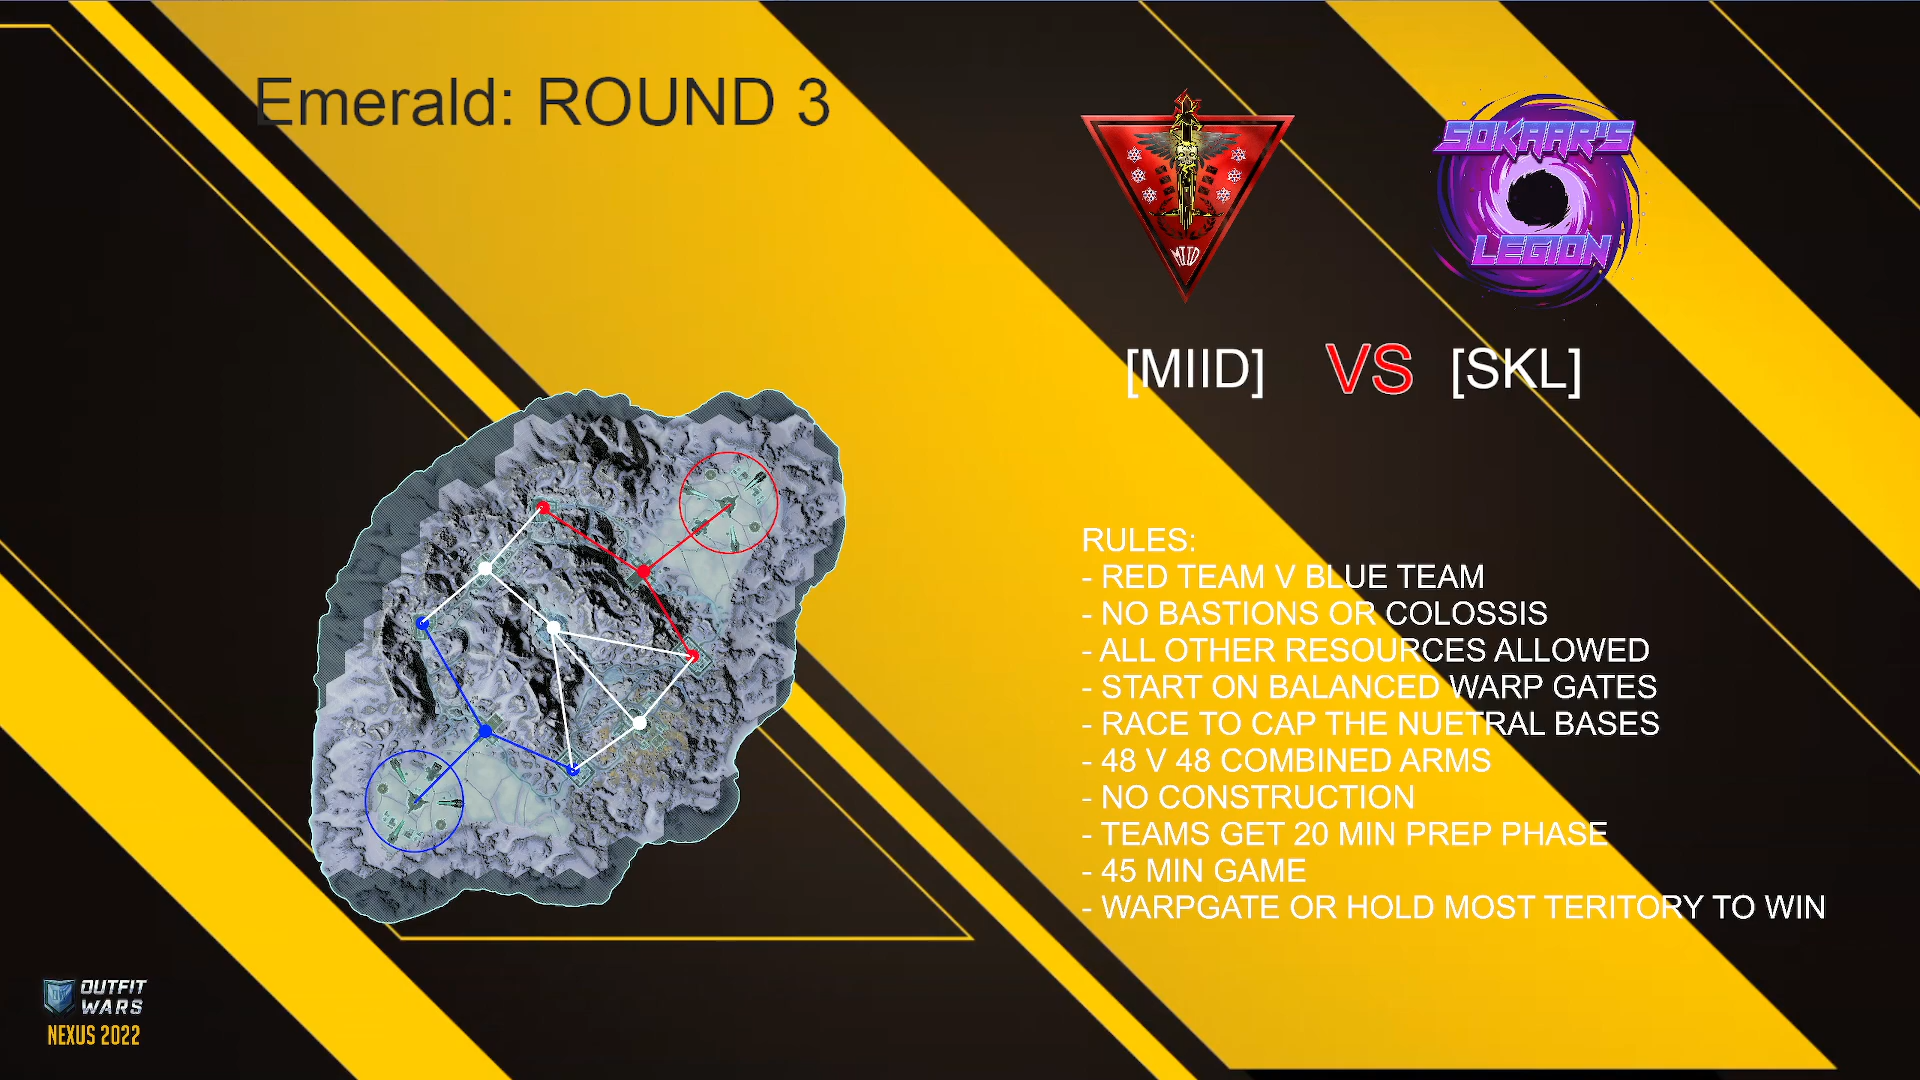 Emerald: ROUND 3
SOKAAR'S
LEGION
MIID
[MIID] VS [SKL]
RULES:
- RED TEAM V BLUE TEAM
- NO BASTIONS OR COLOSSIS
- ALL OTHER RESOURCES ALLOWED
- START ON BALANCED WARP GATES
- RACE TO CAP THE NUETRAL BASES
- 48 V 48 COMBINED ARMS
- NO CONSTRUCTION
- TEAMS GET 20 MIN PREP PHASE
- 45 MIN GAME
- WARPGATE OR HOLD MOST TERITORY TO WIN
OUTFIT
WARS
NEXUS 2022